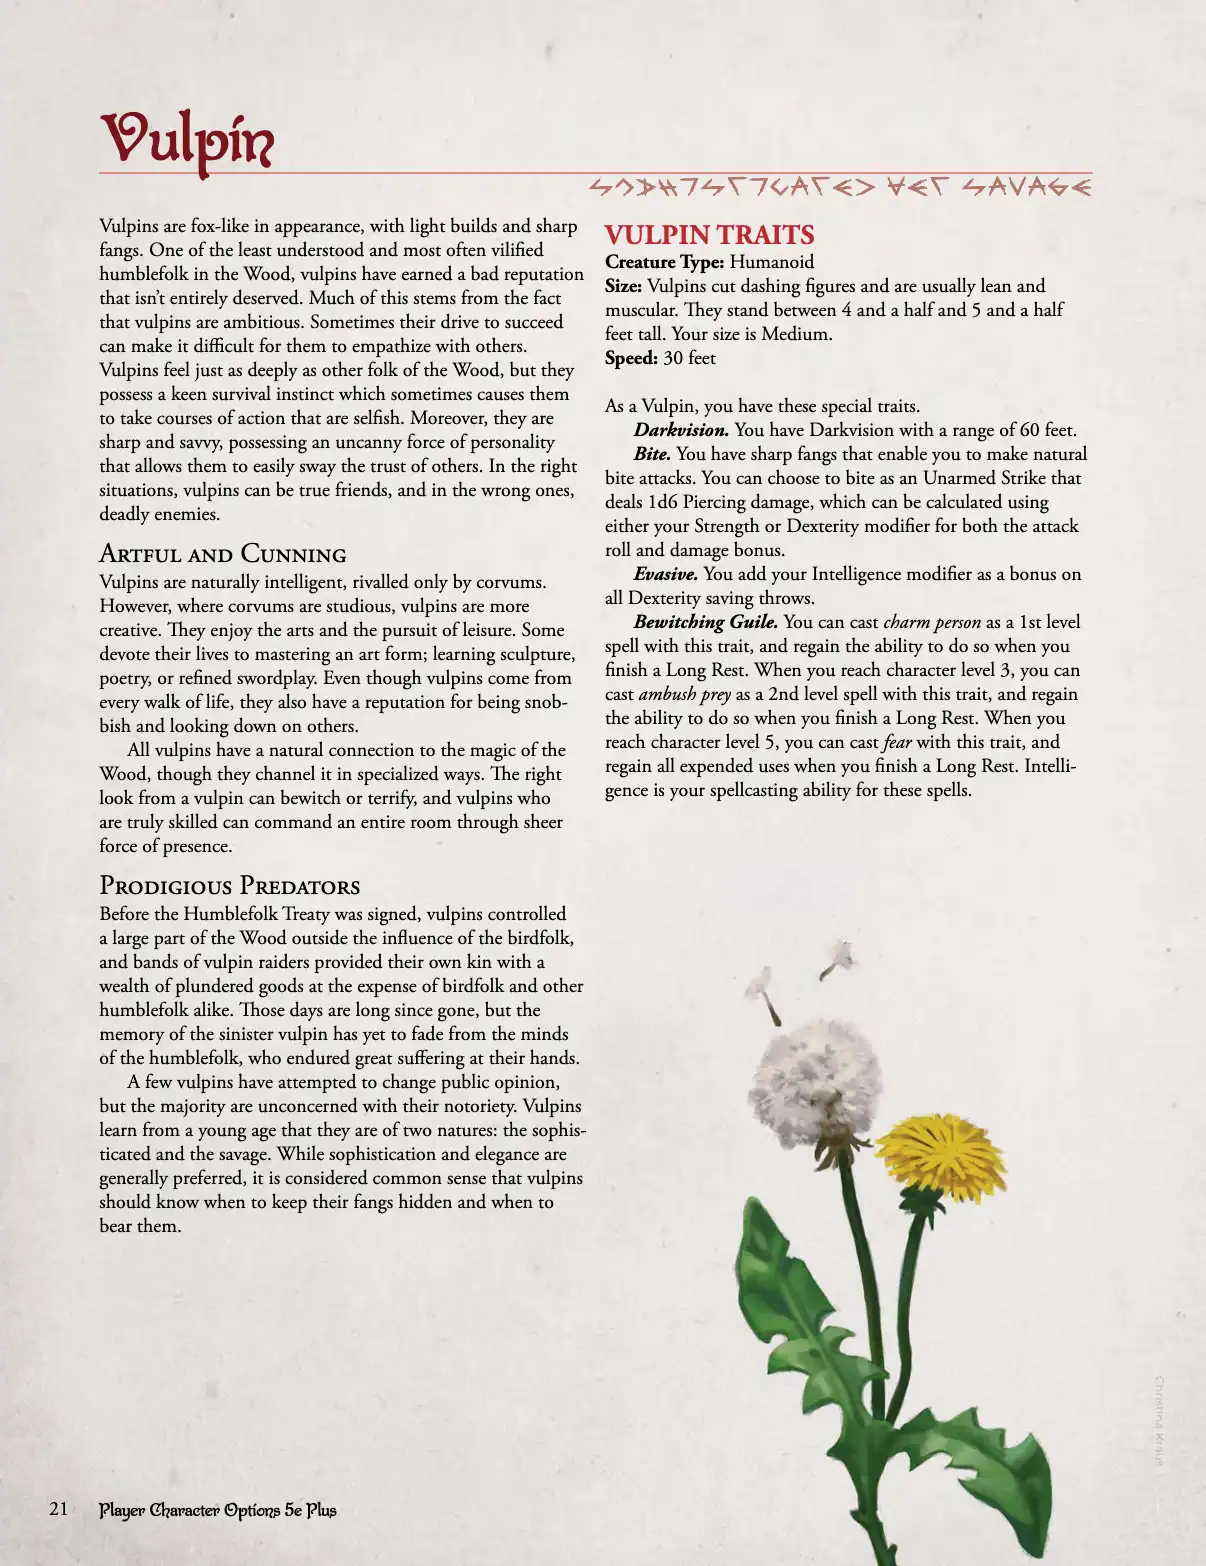 Vulpin
SOPHISTICATED YET SAVAGE
Vulpins are fox-like in appearance, with light builds and sharp
fangs. One of the least understood and most often vilified
humblefolk in the Wood, vulpins have earned a bad reputation
that isn’t entirely deserved. Much of this stems from the fact
that vulpins are ambitious. Sometimes their drive to succeed
can make it difficult for them to empathize with others.
Vulpins feel just as deeply as other folk of the Wood, but they
possess a keen survival instinct which sometimes causes them
to take courses of action that are selfish. Moreover, they are
sharp and savvy, possessing an uncanny force of personality
that allows them to easily sway the trust of others. In the right
situations, vulpins can be true friends, and in the wrong ones,
deadly enemies.
Artful and Cunning
Vulpins are naturally intelligent, rivalled only by corvums.
However, where corvums are studious, vulpins are more
creative. They enjoy the arts and the pursuit of leisure. Some
devote their lives to mastering an art form; learning sculpture,
poetry, or refined swordplay. Even though vulpins come from
every walk of life, they also have a reputation for being snob-
bish and looking down on others.
All vulpins have a natural connection to the magic of the
Wood, though they channel it in specialized ways. The right
look from a vulpin can bewitch or terrify, and vulpins who
are truly skilled can command an entire room through sheer
force of presence.
Prodigious Predators
Before the Humblefolk Treaty was signed, vulpins controlled
a large part of the Wood outside the influence of the birdfolk,
and bands of vulpin raiders provided their own kin with a
wealth of plundered goods at the expense of birdfolk and other
humblefolk alike. Those days are long since gone, but the
memory of the sinister vulpin has yet to fade from the minds
of the humblefolk, who endured great suffering at their hands.
A few vulpins have attempted to change public opinion,
but the majority are unconcerned with their notoriety. Vulpins
learn from a young age that they are of two natures: the sophis-
ticated and the savage. While sophistication and elegance are
generally preferred, it is considered common sense that vulpins
should know when to keep their fangs hidden and when to
bear them.
VULPIN TRAITS
Creature Type: Humanoid
Size: Vulpins cut dashing figures and are usually lean and
muscular. They stand between 4 and a half and 5 and a half
feet tall. Your size is Medium.
Speed: 30 feet
As a Vulpin, you have these special traits.
Darkvision. You have Darkvision with a range of 60 feet.
Bite. You have sharp fangs that enable you to make natural
bite attacks. You can choose to bite as an Unarmed Strike that
deals 1d6 Piercing damage, which can be calculated using
either your Strength or Dexterity modifier for both the attack
roll and damage bonus.
Evasive. You add your Intelligence modifier as a bonus on
all Dexterity saving throws.
Bewitching Guile. You can cast charm person as a 1st level
spell with this trait, and regain the ability to do so when you
finish a Long Rest. When you reach character level 3, you can
cast ambush prey as a 2nd level spell with this trait, and regain
the ability to do so when you finish a Long Rest. When you
reach character level 5, you can cast fear with this trait, and
regain all expended uses when you finish a Long Rest. Intelli-
gence is your spellcasting ability for these spells.
Christina Kraus
21 Player Character Options 5e Plus